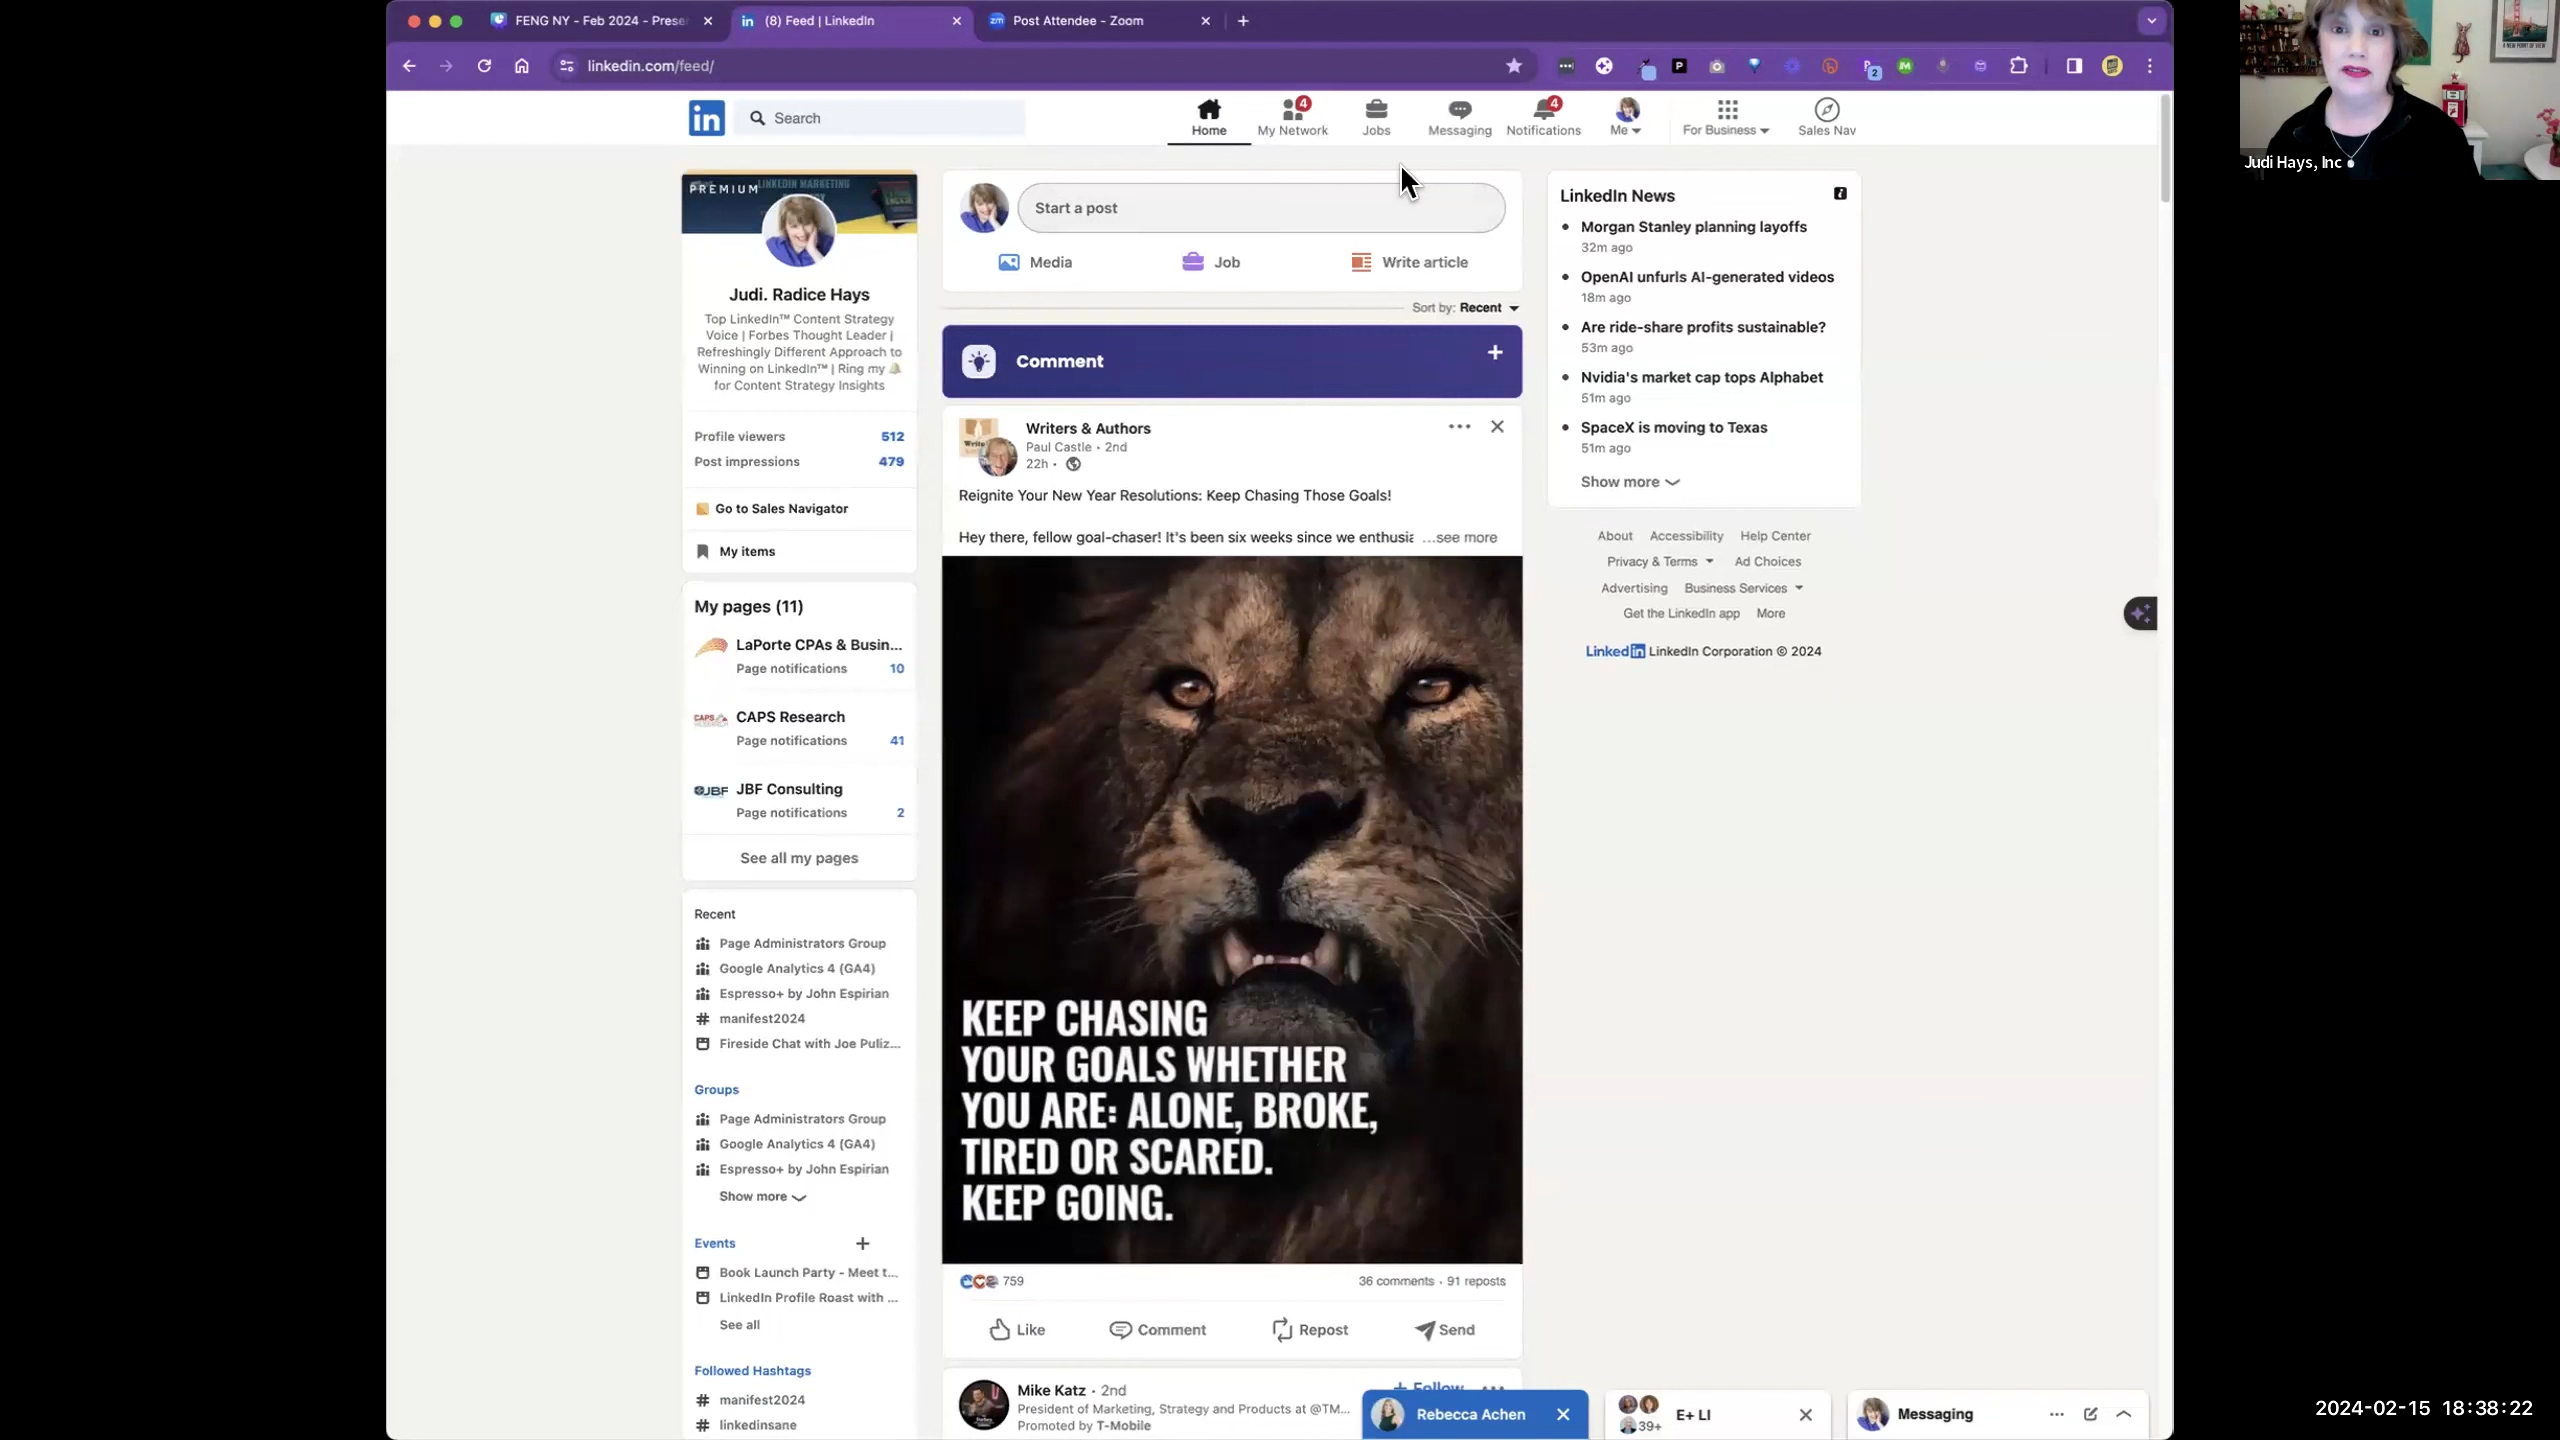 FENG NY - Feb 2024 - Prese
(8) Feed | LinkedIn
Post Attendee - Zoom
linkedin.com/feed/
Judi Hays, Inc
Search
Home
4
My Network
Jobs
Messaging
4
Notifications
Me
For Business
Sales Nav
PREMIUM
LINKEDIN MARKETING
Judi. Radice Hays
Top LinkedIn™ Content Strategy
Voice | Forbes Thought Leader |
Refreshingly Different Approach to
Winning on LinkedIn™ | Ring my 🔔
for Content Strategy Insights
Profile viewers 512
Post impressions 479
Go to Sales Navigator
My items
My pages (11)
LaPorte CPAs & Busin...
Page notifications 10
CAPS Research
Page notifications 41
JBF Consulting
Page notifications 2
See all my pages
Recent
Page Administrators Group
Google Analytics 4 (GA4)
Espresso+ by John Espirian
# manifest2024
Fireside Chat with Joe Puliz...
Groups
Page Administrators Group
Google Analytics 4 (GA4)
Espresso+ by John Espirian
Show more
Events +
Book Launch Party - Meet t...
LinkedIn Profile Roast with ...
See all
Followed Hashtags
# manifest2024
# linkedinsane
Start a post
Media
Job
Write article
Sort by: Recent
Comment +
Writers & Authors
Paul Castle • 2nd
22h •
Reignite Your New Year Resolutions: Keep Chasing Those Goals!
Hey there, fellow goal-chaser! It's been six weeks since we enthusia ...see more
KEEP CHASING
YOUR GOALS WHETHER
YOU ARE: ALONE, BROKE,
TIRED OR SCARED.
KEEP GOING.
759
36 comments • 91 reposts
Like
Comment
Repost
Send
Mike Katz • 2nd
President of Marketing, Strategy and Products at @TM...
Promoted by T-Mobile
+ Follow
LinkedIn News
Morgan Stanley planning layoffs
32m ago
OpenAI unfurls AI-generated videos
18m ago
Are ride-share profits sustainable?
53m ago
Nvidia's market cap tops Alphabet
51m ago
SpaceX is moving to Texas
51m ago
Show more
About Accessibility Help Center
Privacy & Terms Ad Choices
Advertising Business Services
Get the LinkedIn app More
LinkedIn LinkedIn Corporation © 2024
Rebecca Achen
39+
E+ LI
Messaging
2024-02-15 18:38:22